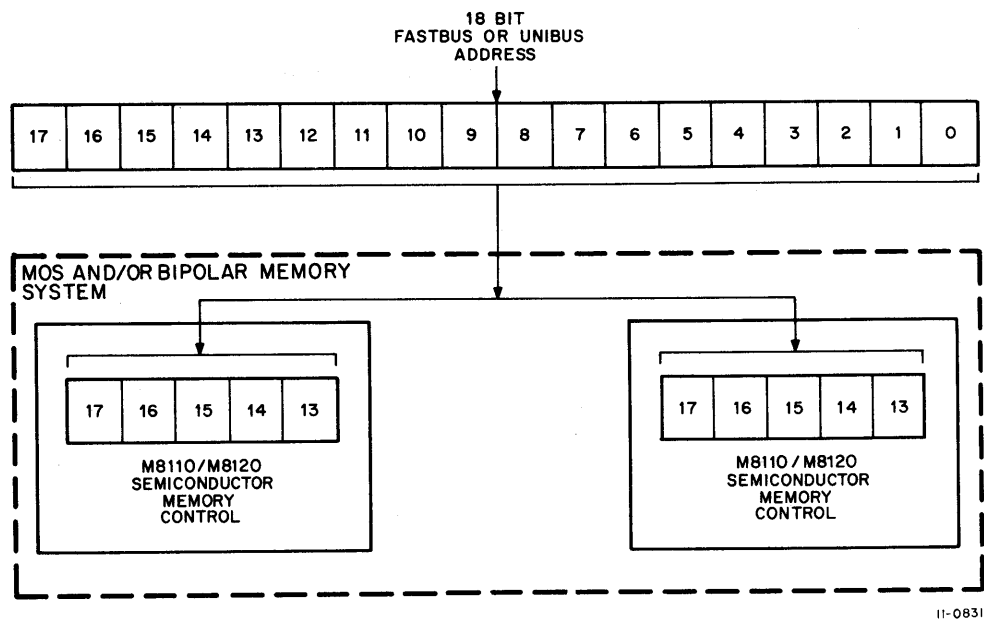 18 BIT
FASTBUS OR UNIBUS
ADDRESS
17 16 15 14 13 12 11 10 9 8 7 6 5 4 3 2 1 0
MOS AND/OR BIPOLAR MEMORY
SYSTEM
17 16 15 14 13
M8110/M8120
SEMICONDUCTOR
MEMORY
CONTROL
17 16 15 14 13
M8110/M8120
SEMICONDUCTOR
MEMORY
CONTROL
11-0831